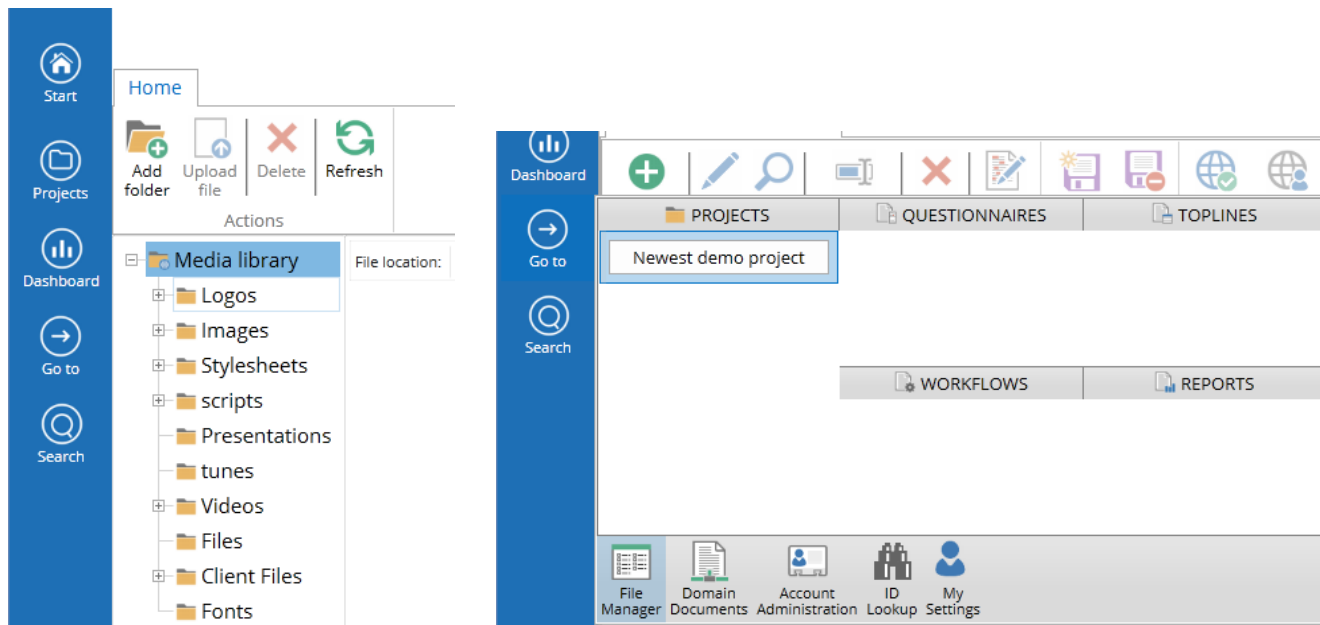 Start
Projects
Dashboard
Go to
Search
Home
Add folder
Upload file
Delete
Refresh
Actions
Media library
Logos
Images
Stylesheets
scripts
Presentations
tunes
Videos
Files
Client Files
Fonts
File location:
Dashboard
Go to
Search
PROJECTS
QUESTIONNAIRES
TOPLINES
Newest demo project
WORKFLOWS
REPORTS
File Manager
Domain Documents
Account Administration
ID Lookup
My Settings